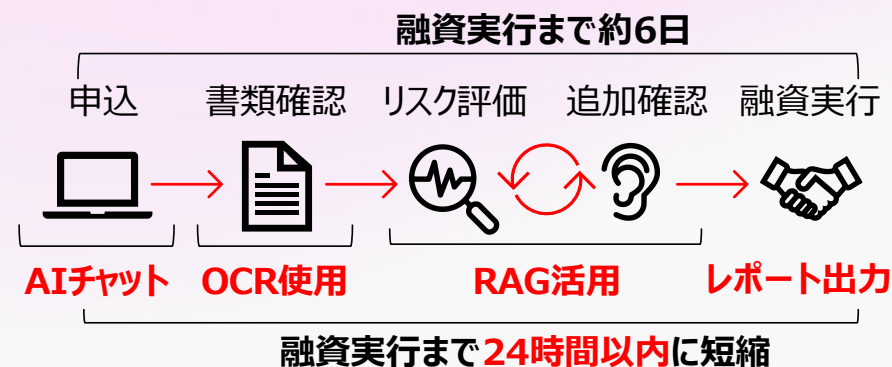 融資実行まで約6日
申込 書類確認 リスク評価 追加確認 融資実行
AIチャット OCR使用 RAG活用 レポート出力
融資実行まで24時間以内に短縮